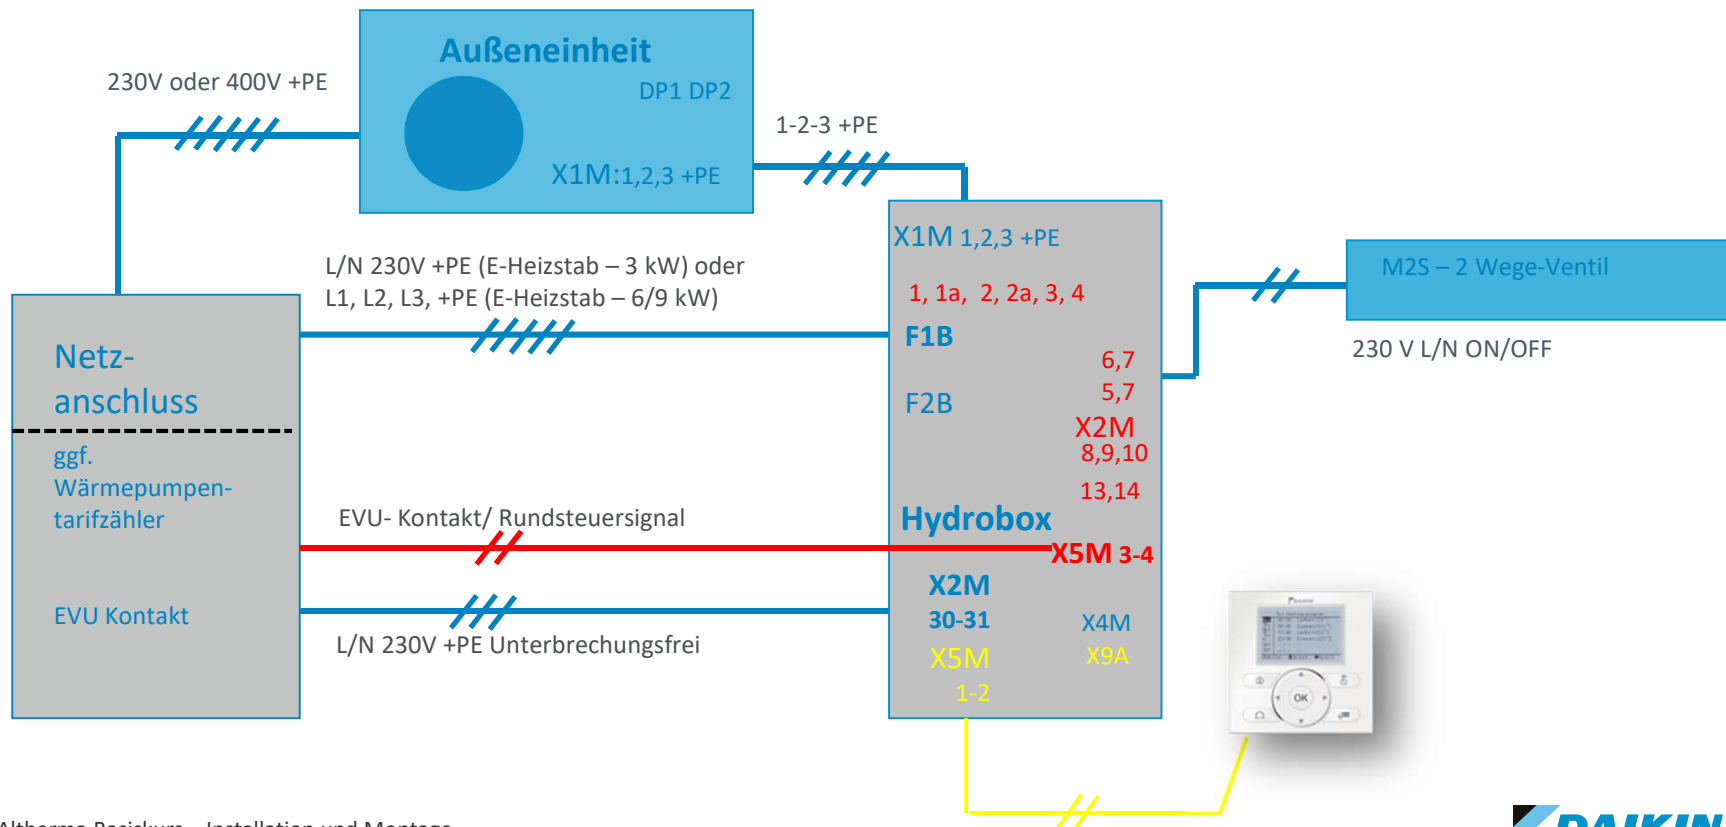 Außeneinheit
230V oder 400V +PE
DP1 DP2
1-2-3 +PE
X1M:1,2,3 +PE
X1M 1,2,3 +PE
L/N 230V +PE (E-Heizstab – 3 kW) oder
L1, L2, L3, +PE (E-Heizstab – 6/9 kW)
M2S – 2 Wege-Ventil
1, 1a, 2, 2a, 3, 4
F1B
230 V L/N ON/OFF
Netz-
anschluss
6,7
5,7
F2B
X2M
8,9,10
ggf.
Wärmepumpen-
tarifzähler
13,14
EVU- Kontakt/ Rundsteuersignal
Hydrobox
X5M 3-4
X2M
30-31
EVU Kontakt
X4M
L/N 230V +PE Unterbrechungsfrei
X5M
X9A
1-2
OK
DAIKIN